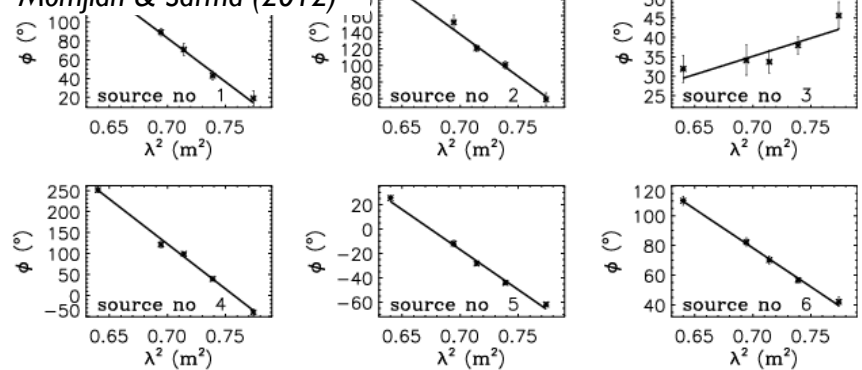 Momjian & Sarma (2012)
φ (°) 100 80 60 40 20 source no 1 0.65 0.70 0.75 λ² (m²)
φ (°) 160 140 120 100 80 60 source no 2 0.65 0.70 0.75 λ² (m²)
φ (°) 50 45 40 35 30 25 source no 3 0.65 0.70 0.75 λ² (m²)
φ (°) 250 200 150 100 50 0 −50 source no 4 0.65 0.70 0.75 λ² (m²)
φ (°) 20 0 −20 −40 −60 source no 5 0.65 0.70 0.75 λ² (m²)
φ (°) 120 100 80 60 40 source no 6 0.65 0.70 0.75 λ² (m²)